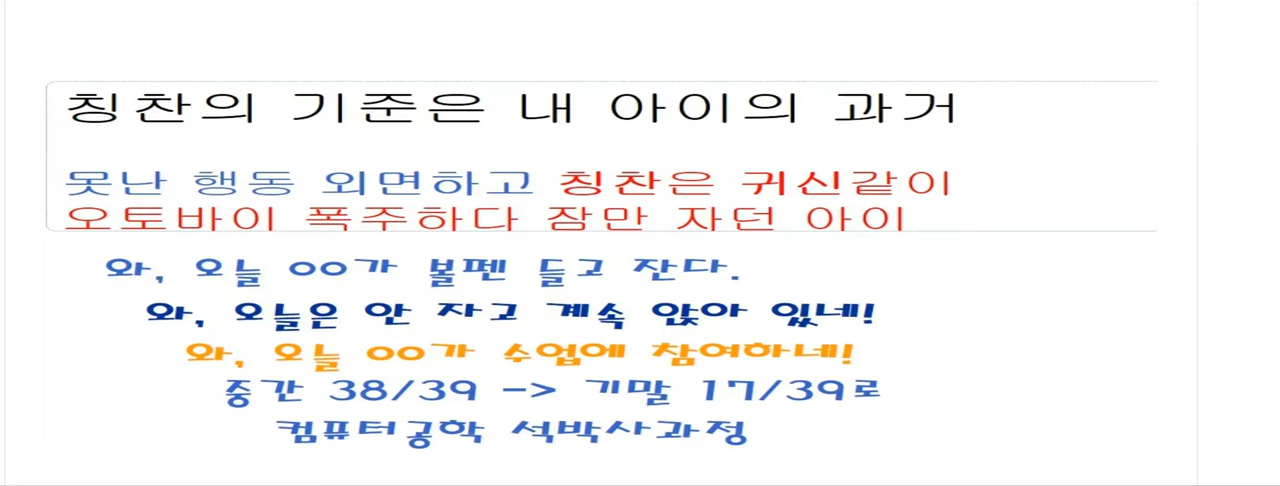 칭찬의 기준은 내 아이의 과거
못난 행동 외면하고 칭찬은 귀신같이
오토바이 폭주하다 잠만 자던 아이
와, 오늘 oo가 볼펜 들고 잔다.
와, 오늘은 안 자고 계속 앉아 있네!
와, 오늘 oo가 수업에 참여하네!
중간 38/39 -> 기말 17/39로
컴퓨터공학 석박사과정